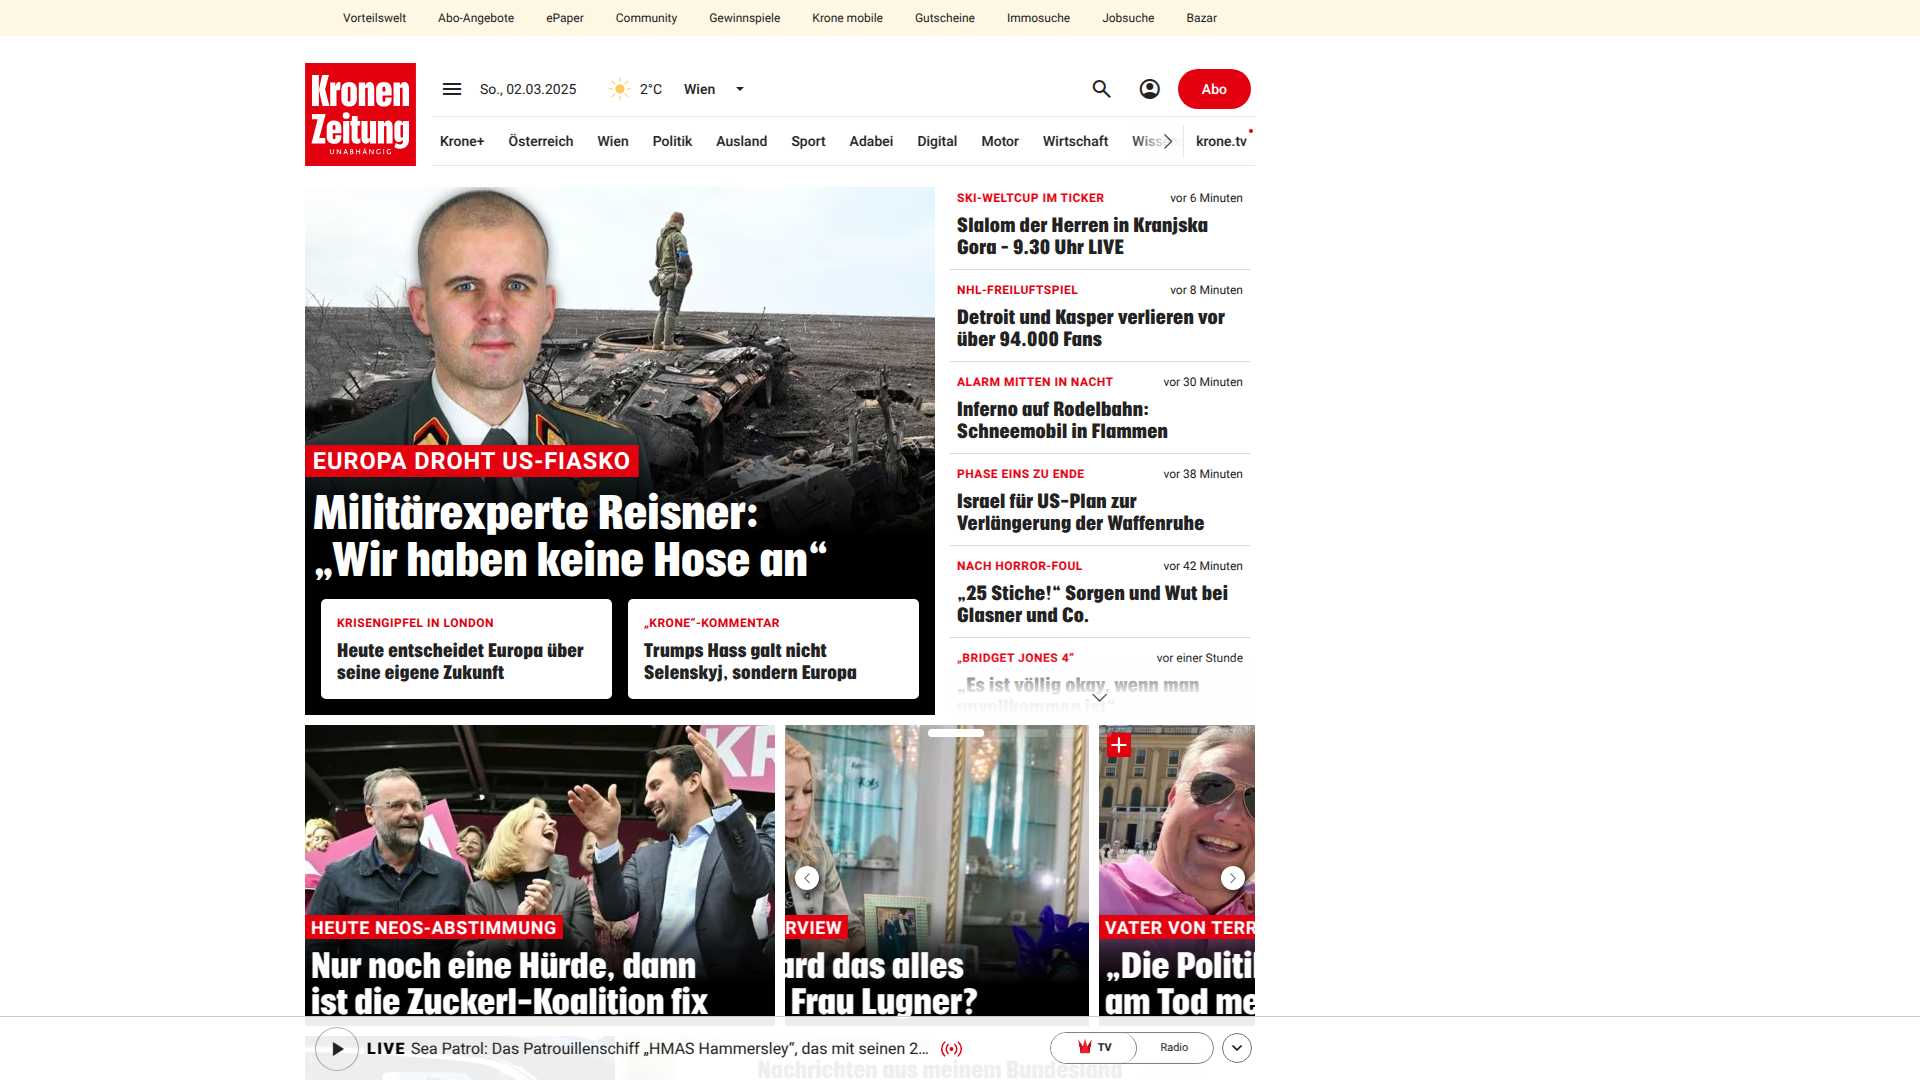 Vorteilswelt Abo-Angebote ePaper Community Gewinnspiele Krone mobile Gutscheine Immosuche Jobsuche Bazar
Kronen
Zeitung
UNABHÄNGIG
So., 02.03.2025 2°C Wien Abo
Krone+ Österreich Wien Politik Ausland Sport Adabei Digital Motor Wirtschaft krone.tv
EUROPA DROHT US-FIASKO
Militärexperte Reisner:
„Wir haben keine Hose an“
KRISENGIPFEL IN LONDON
Heute entscheidet Europa über
seine eigene Zukunft
„KRONE“-KOMMENTAR
Trumps Hass galt nicht
Selenskyj, sondern Europa
SKI-WELTCUP IM TICKER vor 6 Minuten
Slalom der Herren in Kranjska
Gora - 9.30 Uhr LIVE
NHL-FREILUFTSPIEL vor 8 Minuten
Detroit und Kasper verlieren vor
über 94.000 Fans
ALARM MITTEN IN NACHT vor 30 Minuten
Inferno auf Rodelbahn:
Schneemobil in Flammen
PHASE EINS ZU ENDE vor 38 Minuten
Israel für US-Plan zur
Verlängerung der Waffenruhe
NACH HORROR-FOUL vor 42 Minuten
„25 Stiche!“ Sorgen und Wut bei
Glasner und Co.
„BRIDGET JONES 4“ vor einer Stunde
„Es ist völlig okay, wenn man
unvollkommen ist“
KR
HEUTE NEOS-ABSTIMMUNG
Nur noch eine Hürde, dann
ist die Zuckerl-Koalition fix
RVIEW
ard das alles
Frau Lugner?
VATER VON TERR
„Die Politi
am Tod me
LIVE Sea Patrol: Das Patrouillenschiff „HMAS Hammersley“, das mit seinen 2... TV Radio
Nachrichten aus meinem Bundesland